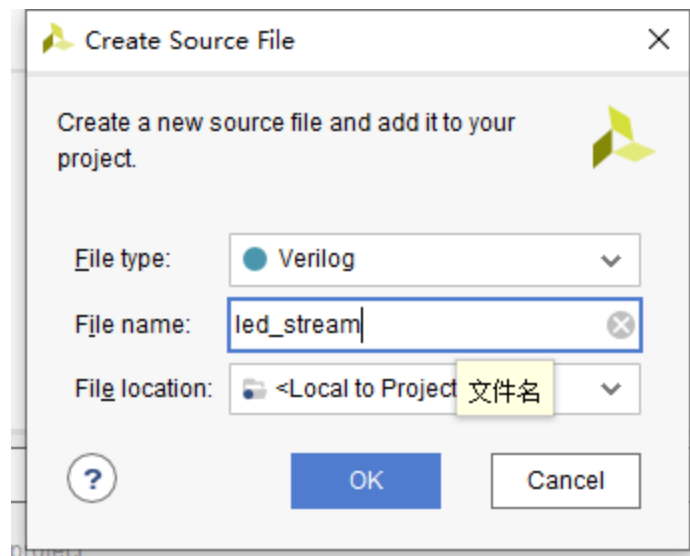 Create Source File
Create a new source file and add it to your
project.
File type: Verilog
File name: led_stream
File location: <Local to Project
文件名
? OK Cancel
project